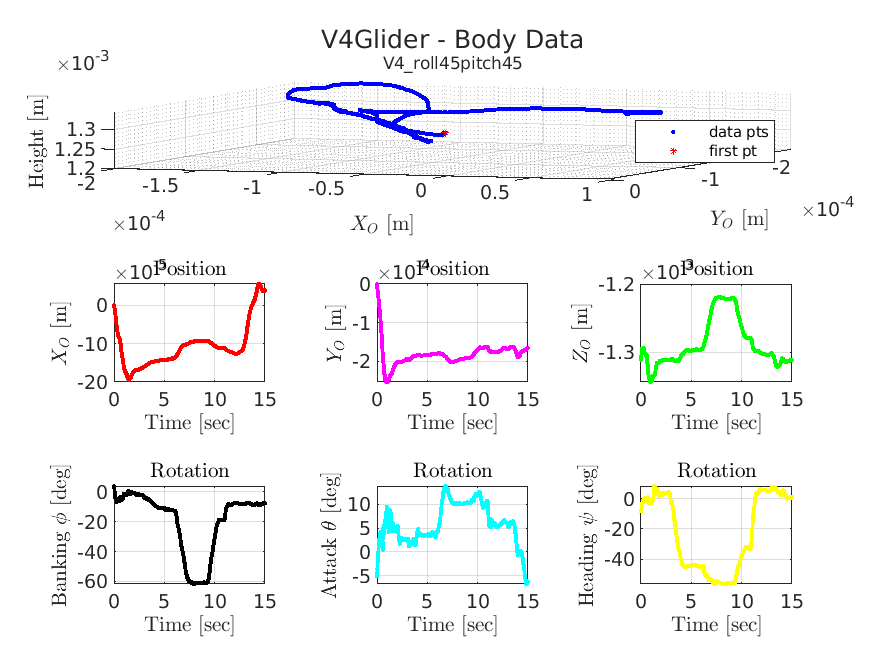 V4Glider - Body Data
V4_roll45pitch45
×10⁻³
Height [m]
1.3
1.25
1.2
-2 -1.5 -1 -0.5 0 0.5 1
0 -1 -2
×10⁻⁴ X_O [m] Y_O [m] ×10⁻⁴
data pts
first pt
Position
X_O [m]
0
-10
-20
0 5 10 15
Time [sec]
Position
Y_O [m]
0
-1
-2
0 5 10 15
Time [sec]
Position
Z_O [m]
-1.2
-1.3
0 5 10 15
Time [sec]
Rotation
Banking ϕ [deg]
0
-20
-40
-60
0 5 10 15
Time [sec]
Rotation
Attack θ [deg]
10
5
0
-5
0 5 10 15
Time [sec]
Rotation
Heading ψ [deg]
0
-20
-40
0 5 10 15
Time [sec]